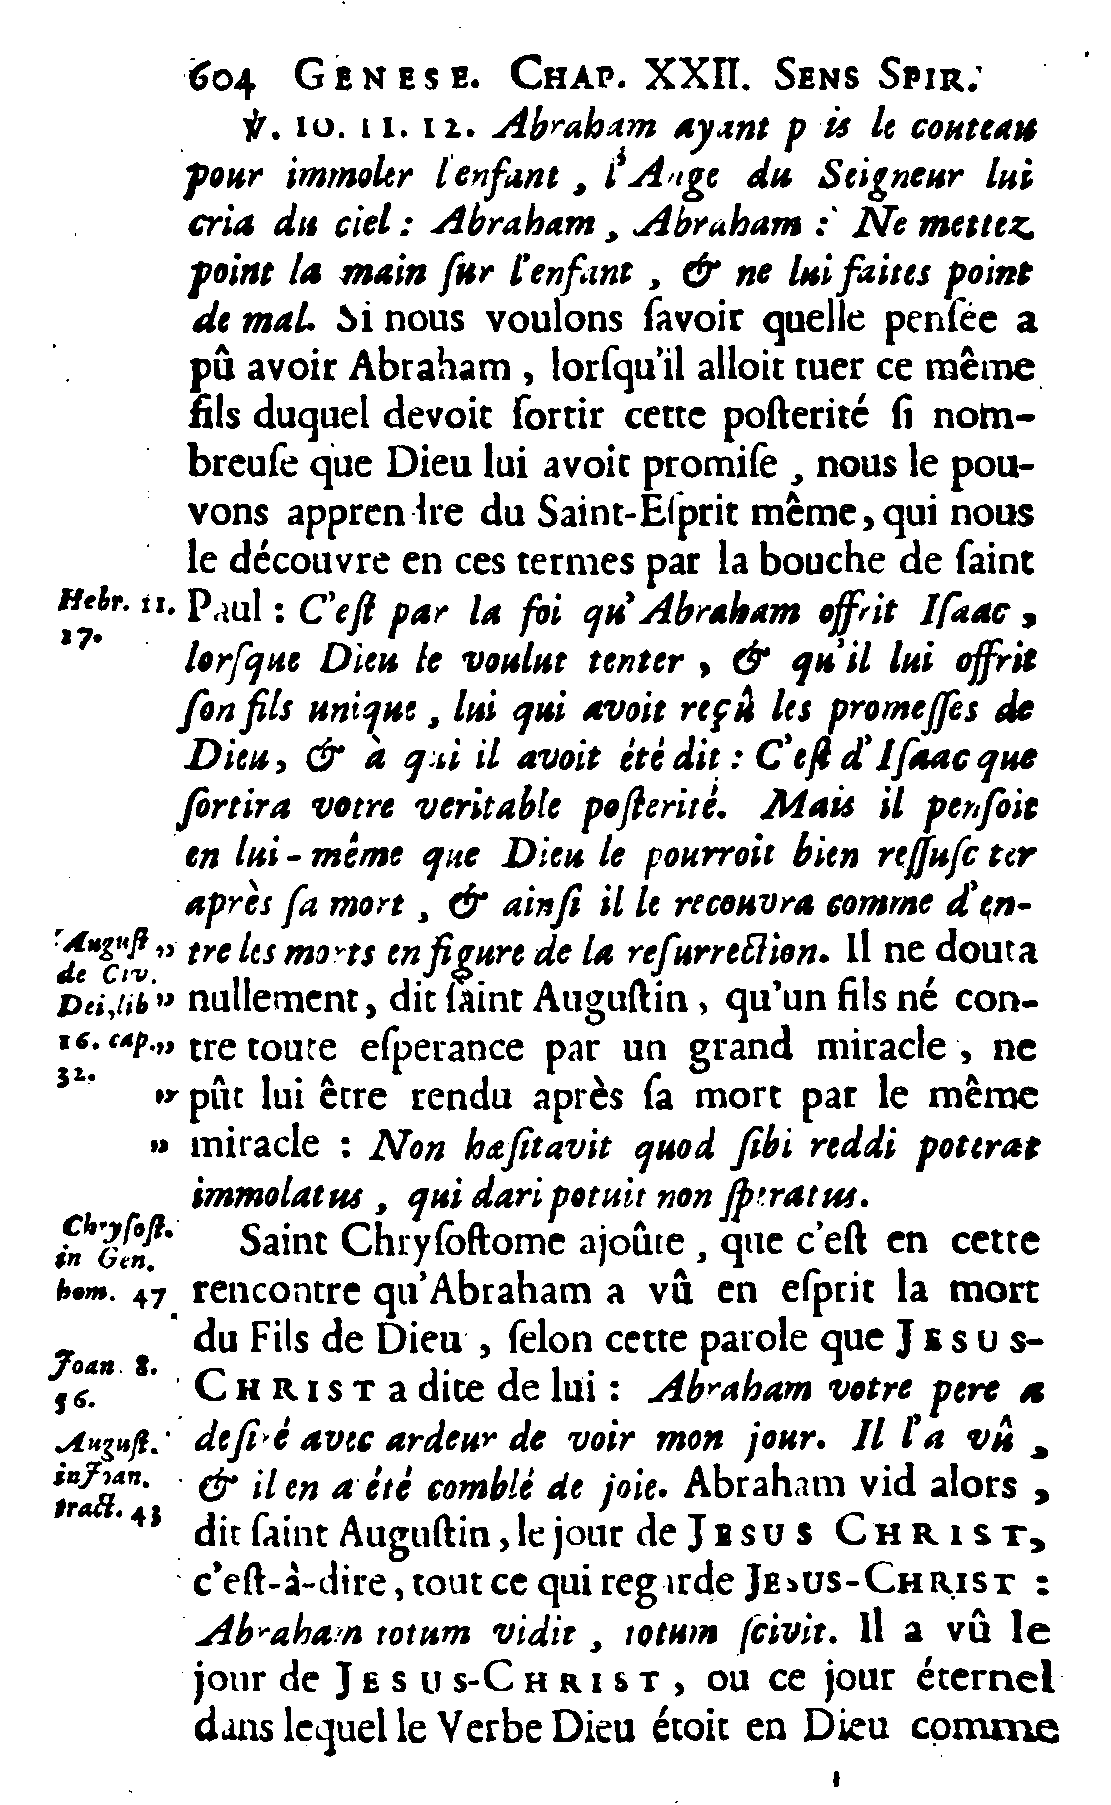 604 GENESE. CHAP. XXII. SENS SPIR.
℣. 10. 11. 12. Abraham ayant p is le couteau
pour immoler l'enfant, l'Ange du Seigneur lui
cria du ciel : Abraham, Abraham : Ne mettez
point la main ſur l'enfant, & ne lui faites point
de mal. Si nous voulons ſavoir quelle penſée a
pû avoir Abraham, lorſqu'il alloit tuer ce même
fils duquel devoit ſortir cette poſterité ſi nom-
breuſe que Dieu lui avoit promiſe, nous le pou-
vons apprendre du Saint-Eſprit même, qui nous
le découvre en ces termes par la bouche de ſaint
Hebr. 11. Paul : C'eſt par la foi qu'Abraham offrit Iſaac,
17.
lorſque Dieu le voulut tenter, & qu'il lui offrit
ſon fils unique, lui qui avoit reçû les promeſſes de
Dieu, & à qui il avoit été dit : C'eſt d'Iſaac que
ſortira votre veritable poſterité. Mais il penſoit
en lui-même que Dieu le pourroit bien reſſuſc ter
après ſa mort, & ainſi il le recouvra comme d'en-
Auguſt " tre les morts en figure de la reſurrection. Il ne douta
de Civ.
Dei, lib " nullement, dit ſaint Auguſtin, qu'un fils né con-
16. cap. " tre toute eſperance par un grand miracle, ne
32.
" pût lui être rendu après ſa mort par le même
" miracle : Non hæſitavit quod ſibi reddi poterat
immolatus, qui dari potuit non ſperatus.
Chryſoſt. Saint Chryſoſtome ajoûte, que c'eſt en cette
in Gen.
hom. 47 rencontre qu'Abraham a vû en eſprit la mort
du Fils de Dieu, ſelon cette parole que JESUS-
Joan. 8. CHRIST a dite de lui : Abraham votre pere a
56.
Auguſt. deſiré avec ardeur de voir mon jour. Il l'a vû,
in Joan. & il en a été comblé de joie. Abraham vid alors,
tract. 43
dit ſaint Auguſtin, le jour de JESUS CHRIST,
c'eſt-à-dire, tout ce qui regarde JESUS-CHRIST :
Abraham totum vidit, totum ſcivit. Il a vû le
jour de JESUS-CHRIST, ou ce jour éternel
dans lequel le Verbe Dieu étoit en Dieu comme